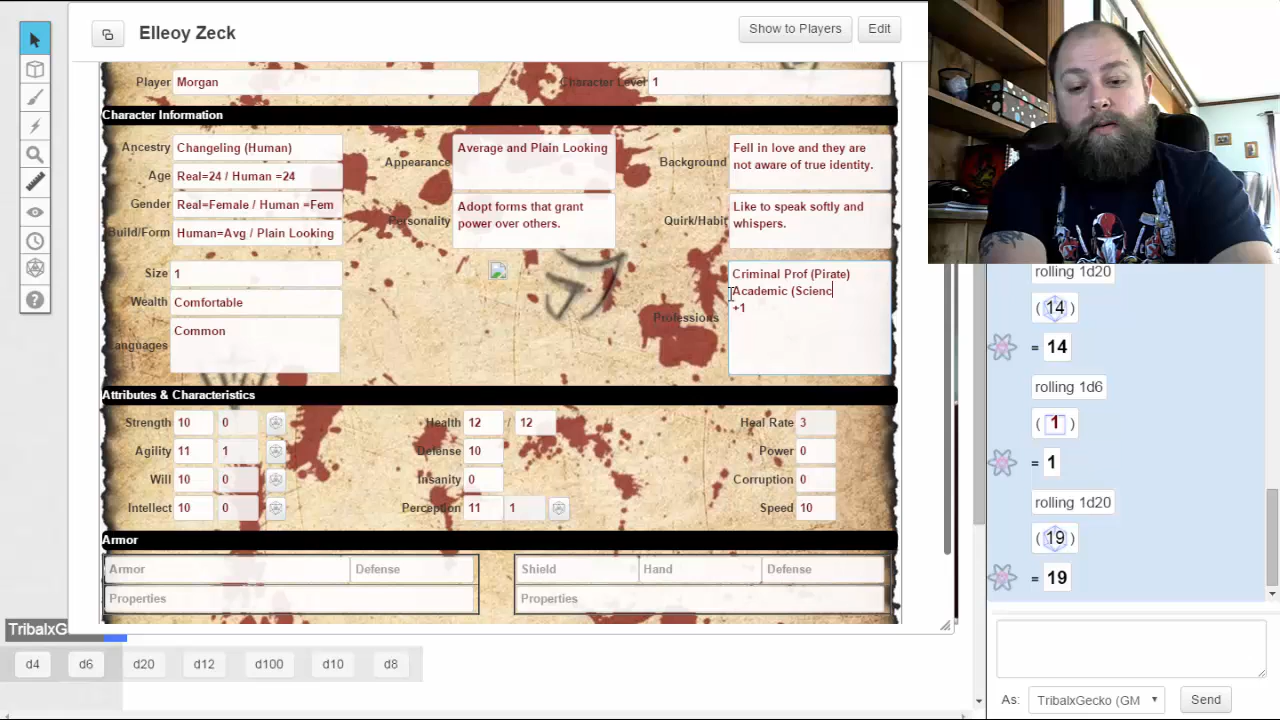 Elleoy Zeck
Show to Players
Edit
Player Morgan
Character Level 1
Character Information
Ancestry Changeling (Human)
Age Real=24 / Human =24
Gender Real=Female / Human =Fem
Build/Form Human=Avg / Plain Looking
Appearance Average and Plain Looking
Personality Adopt forms that grant
power over others.
Background Fell in love and they are
not aware of true identity.
Quirk/Habit Like to speak softly and
whispers.
Size 1
Wealth Comfortable
Languages Common
Professions Criminal Prof (Pirate)
Academic (Scienc
+1
Attributes & Characteristics
Strength 10 0
Agility 11 1
Will 10 0
Intellect 10 0
Health 12 / 12
Defense 10
Insanity 0
Perception 11 1
Heal Rate 3
Power 0
Corruption 0
Speed 10
Armor
Armor Defense
Properties
Shield Hand Defense
Properties
TribalxG
d4 d6 d20 d12 d100 d10 d8
rolling 1d20
(14)
= 14
rolling 1d6
(1)
= 1
rolling 1d20
(19)
= 19
As: TribalxGecko (GM
Send